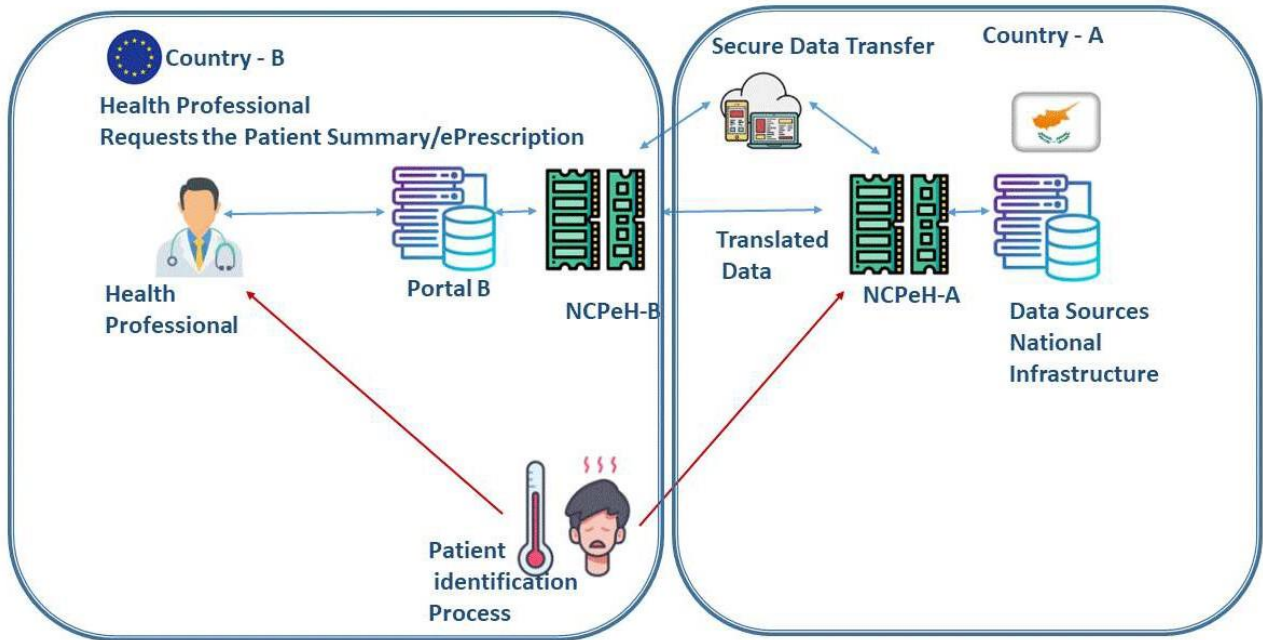 Country - B
Health Professional
Requests the Patient Summary/ePrescription
Health
Professional
Portal B
NCPeH-B
Patient
identification
Process
Secure Data Transfer
Country - A
Translated
Data
NCPeH-A
Data Sources
National
Infrastructure